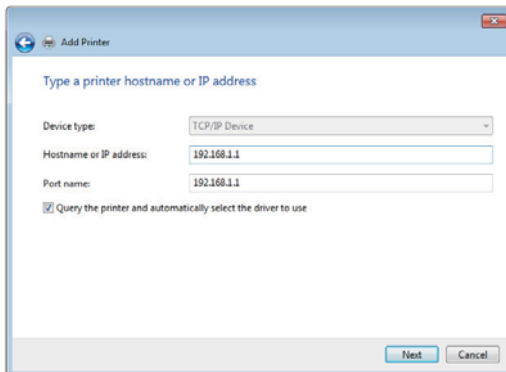 Add Printer
Type a printer hostname or IP address
Device type: TCP/IP Device
Hostname or IP address: 192.168.1.1
Port name: 192.168.1.1
Query the printer and automatically select the driver to use
Next Cancel